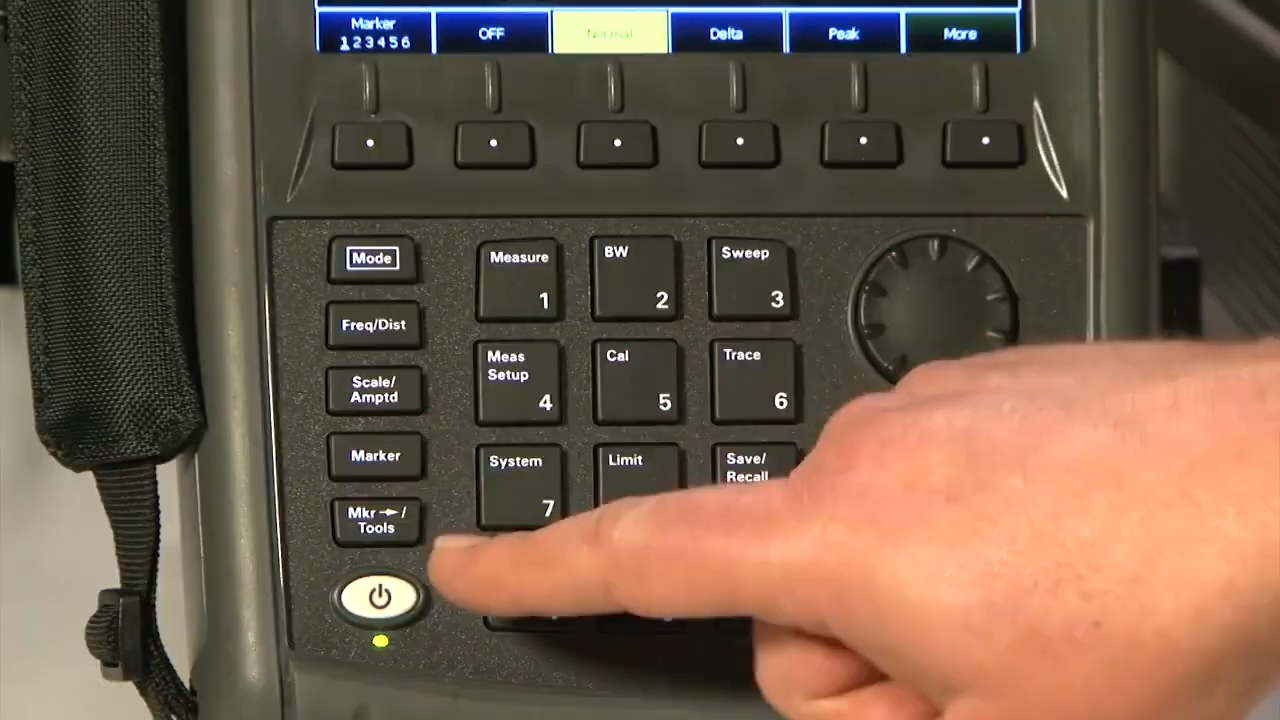 Marker
123456
OFF
Normal
Delta
Peak
More
Mode
Measure
1
BW
2
Sweep
3
Freq/Dist
Meas
Setup
4
Cal
5
Trace
6
Scale/
Amptd
Marker
System
7
Limit
Save/
Recall
Mkr→/
Tools